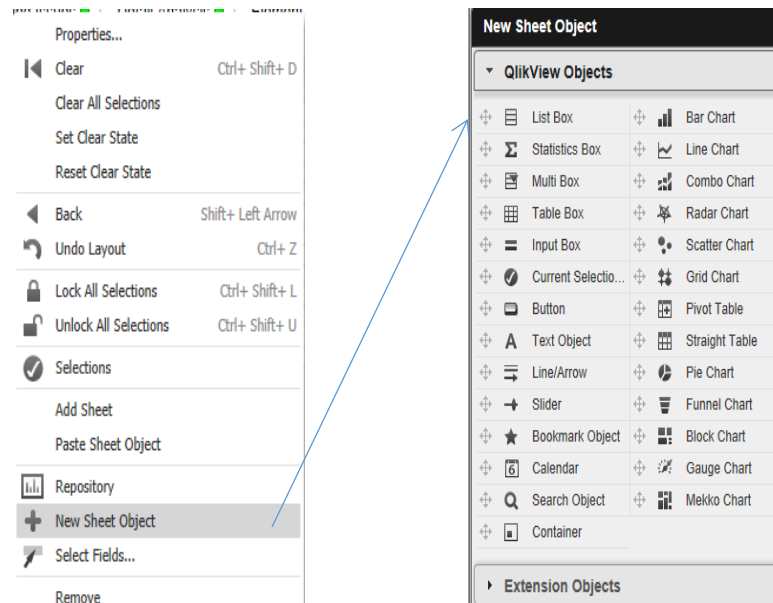 Properties...
Clear Ctrl+ Shift+ D
Clear All Selections
Set Clear State
Reset Clear State
Back Shift+ Left Arrow
Undo Layout Ctrl+ Z
Lock All Selections Ctrl+ Shift+ L
Unlock All Selections Ctrl+ Shift+ U
Selections
Add Sheet
Paste Sheet Object
Repository
New Sheet Object
Select Fields...
Remove
New Sheet Object
QlikView Objects
List Box Bar Chart
Statistics Box Line Chart
Multi Box Combo Chart
Table Box Radar Chart
Input Box Scatter Chart
Current Selectio... Grid Chart
Button Pivot Table
A Text Object Straight Table
Line/Arrow Pie Chart
Slider Funnel Chart
Bookmark Object Block Chart
6 Calendar Gauge Chart
Search Object Mekko Chart
Container
Extension Objects